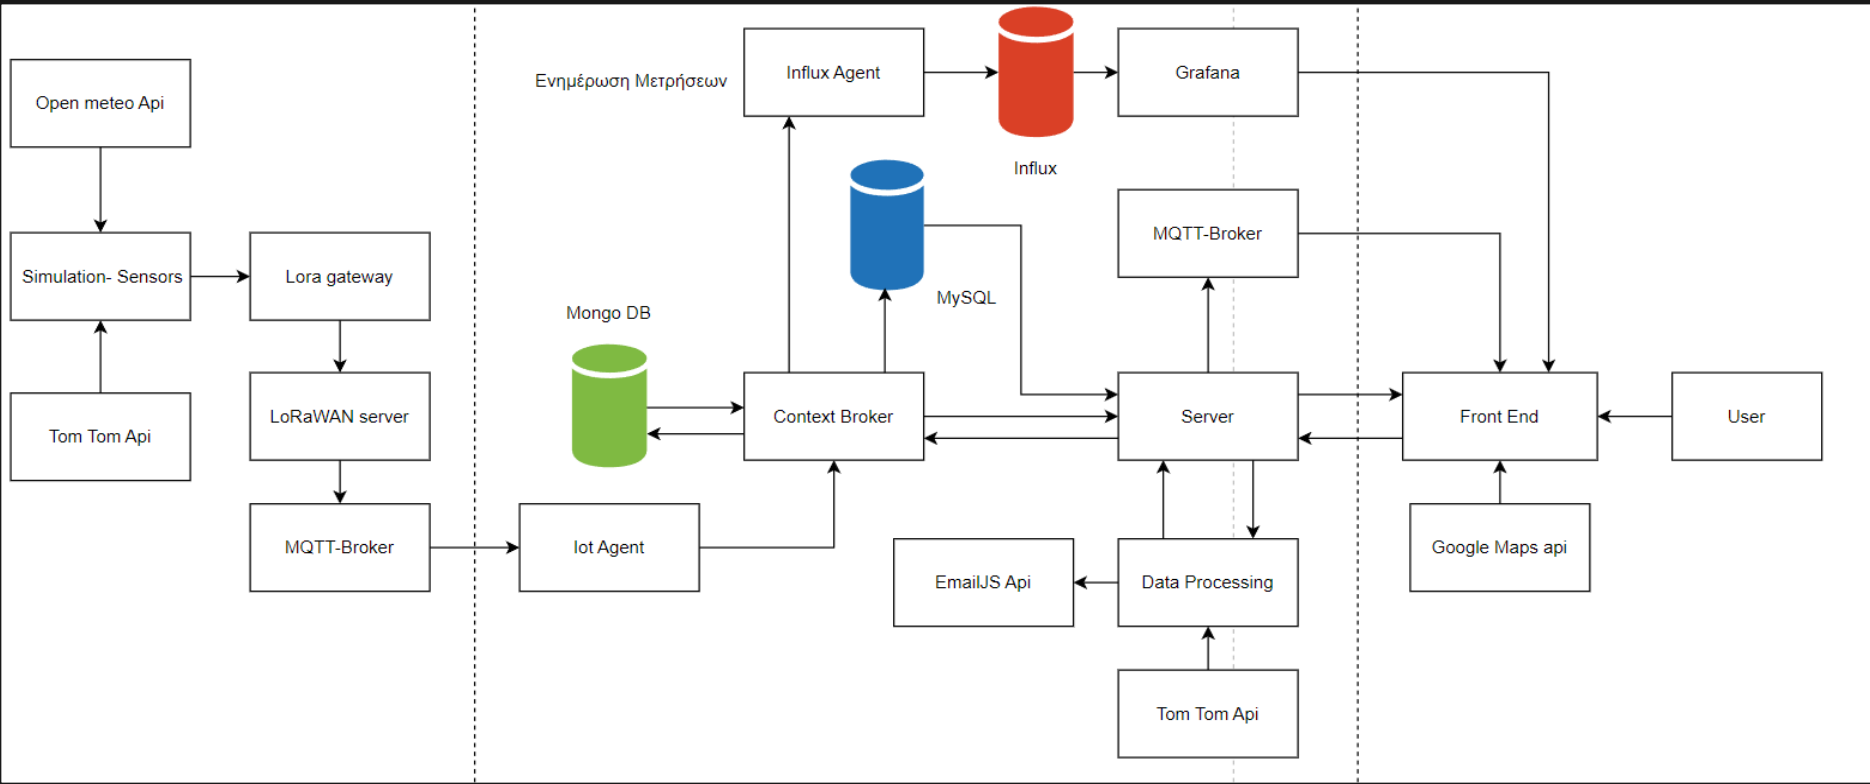 Open meteo Api
Simulation- Sensors
Tom Tom Api
Lora gateway
LoRaWAN server
MQTT-Broker
Ενημέρωση Μετρήσεων
Influx Agent
Influx
Grafana
MySQL
MQTT-Broker
Mongo DB
Context Broker
Server
Front End
User
Iot Agent
EmailJS Api
Data Processing
Google Maps api
Tom Tom Api